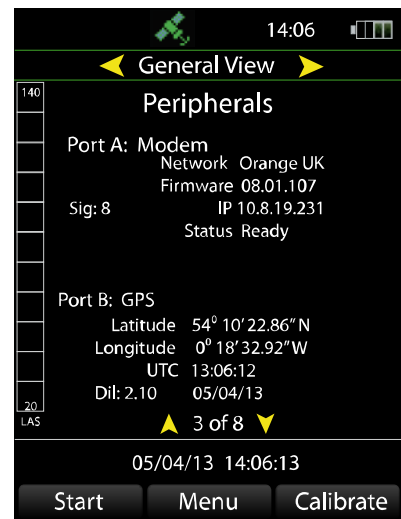 14:06
General View
140
Peripherals
Port A: Modem
Network Orange UK
Firmware 08.01.107
Sig: 8 IP 10.8.19.231
Status Ready
Port B: GPS
Latitude 54⁰ 10′ 22.86″ N
Longitude 0⁰ 18′ 32.92″ W
UTC 13:06:12
Dil: 2.10 05/04/13
20
LAS
3 of 8
05/04/13 14:06:13
Start Menu Calibrate